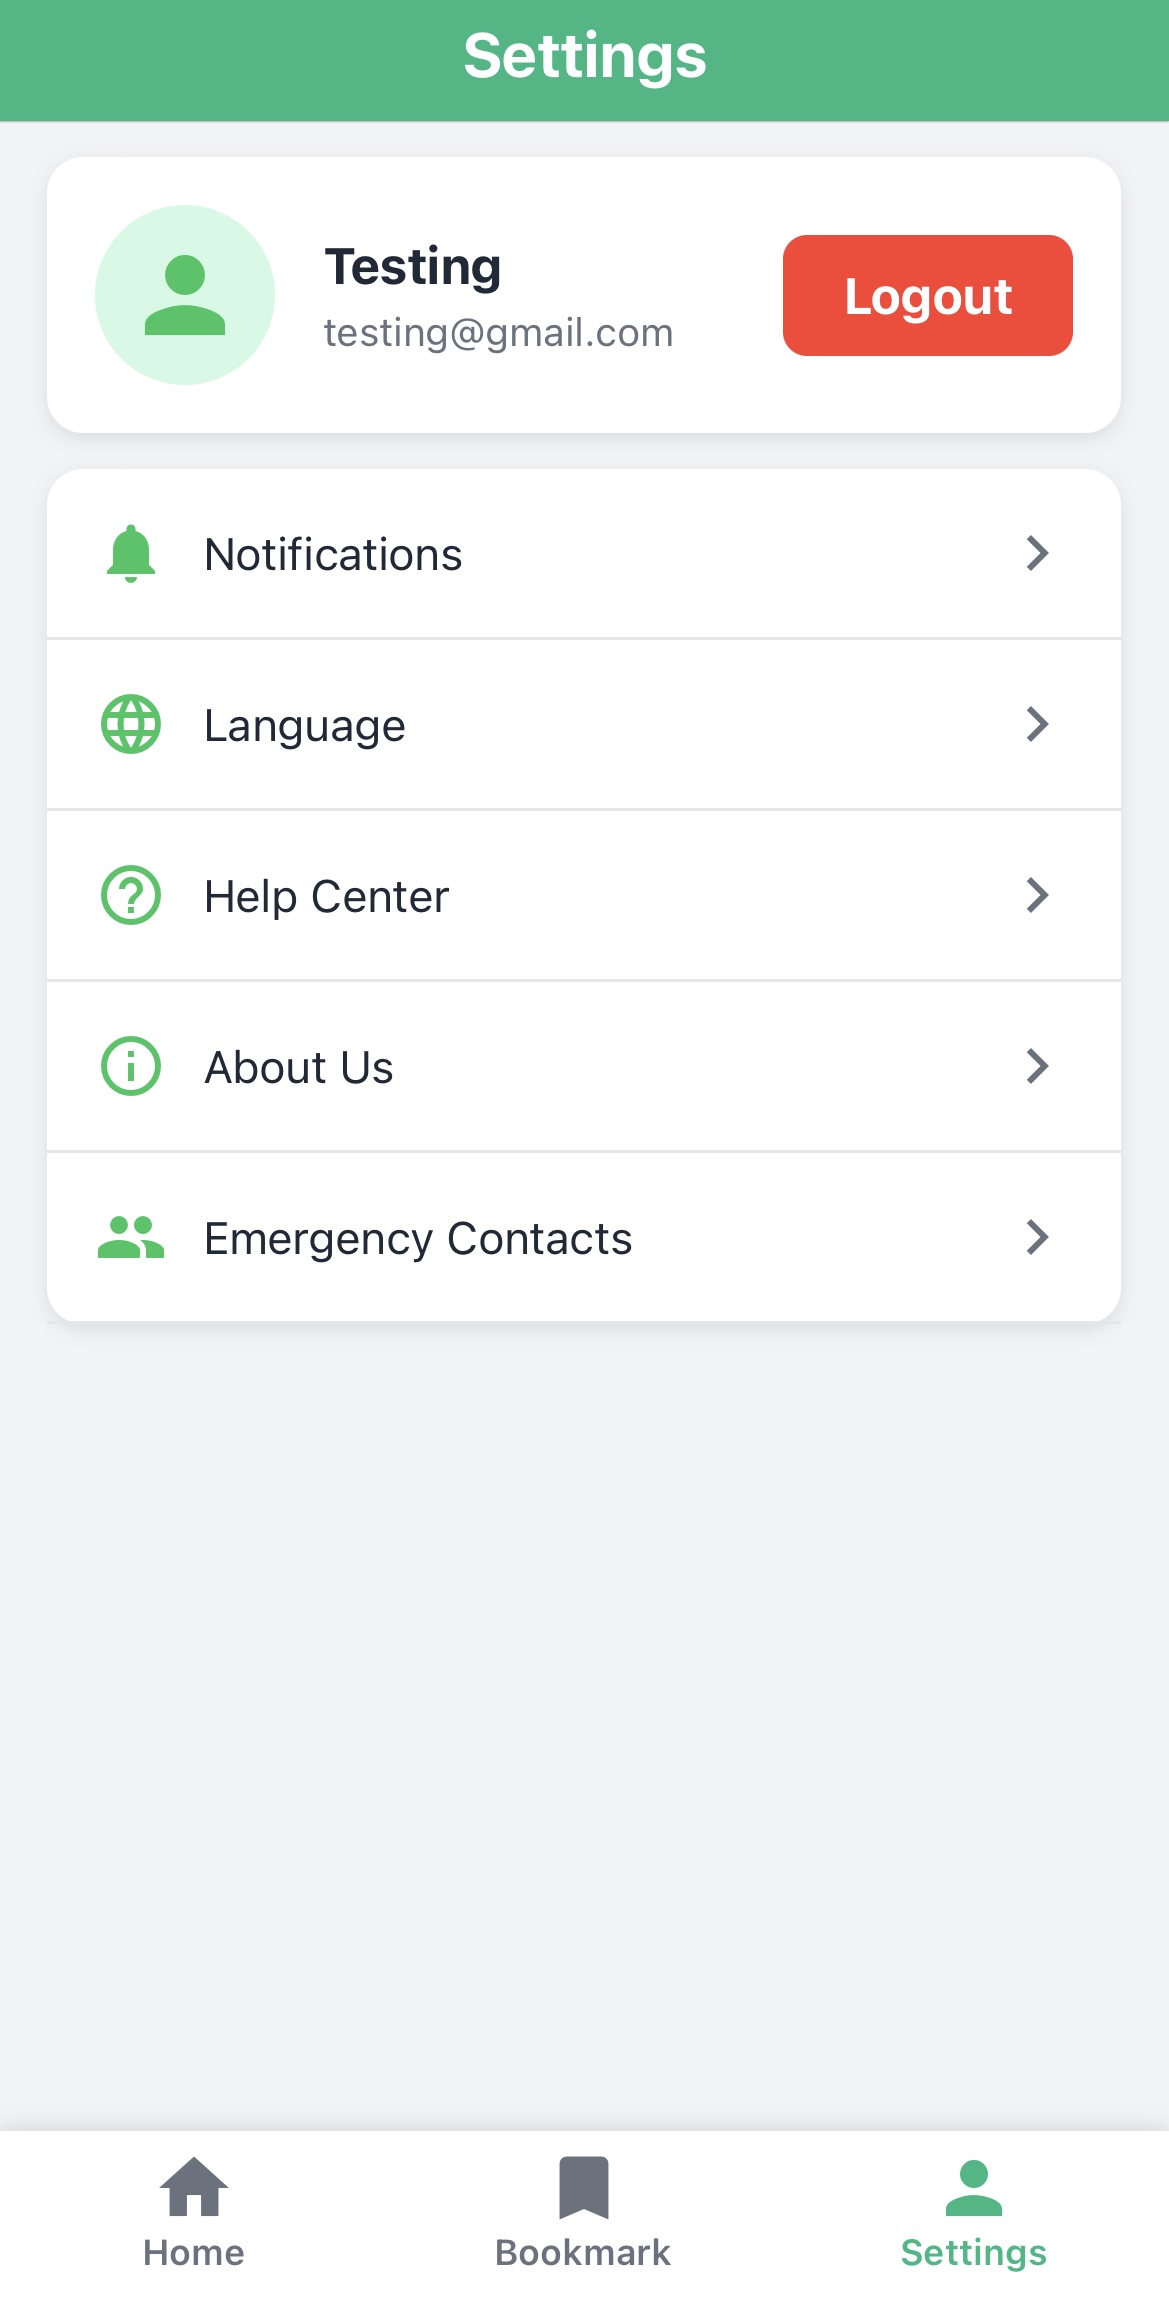 Settings
Testing
testing@gmail.com
Logout
Notifications
Language
Help Center
About Us
Emergency Contacts
Home
Bookmark
Settings